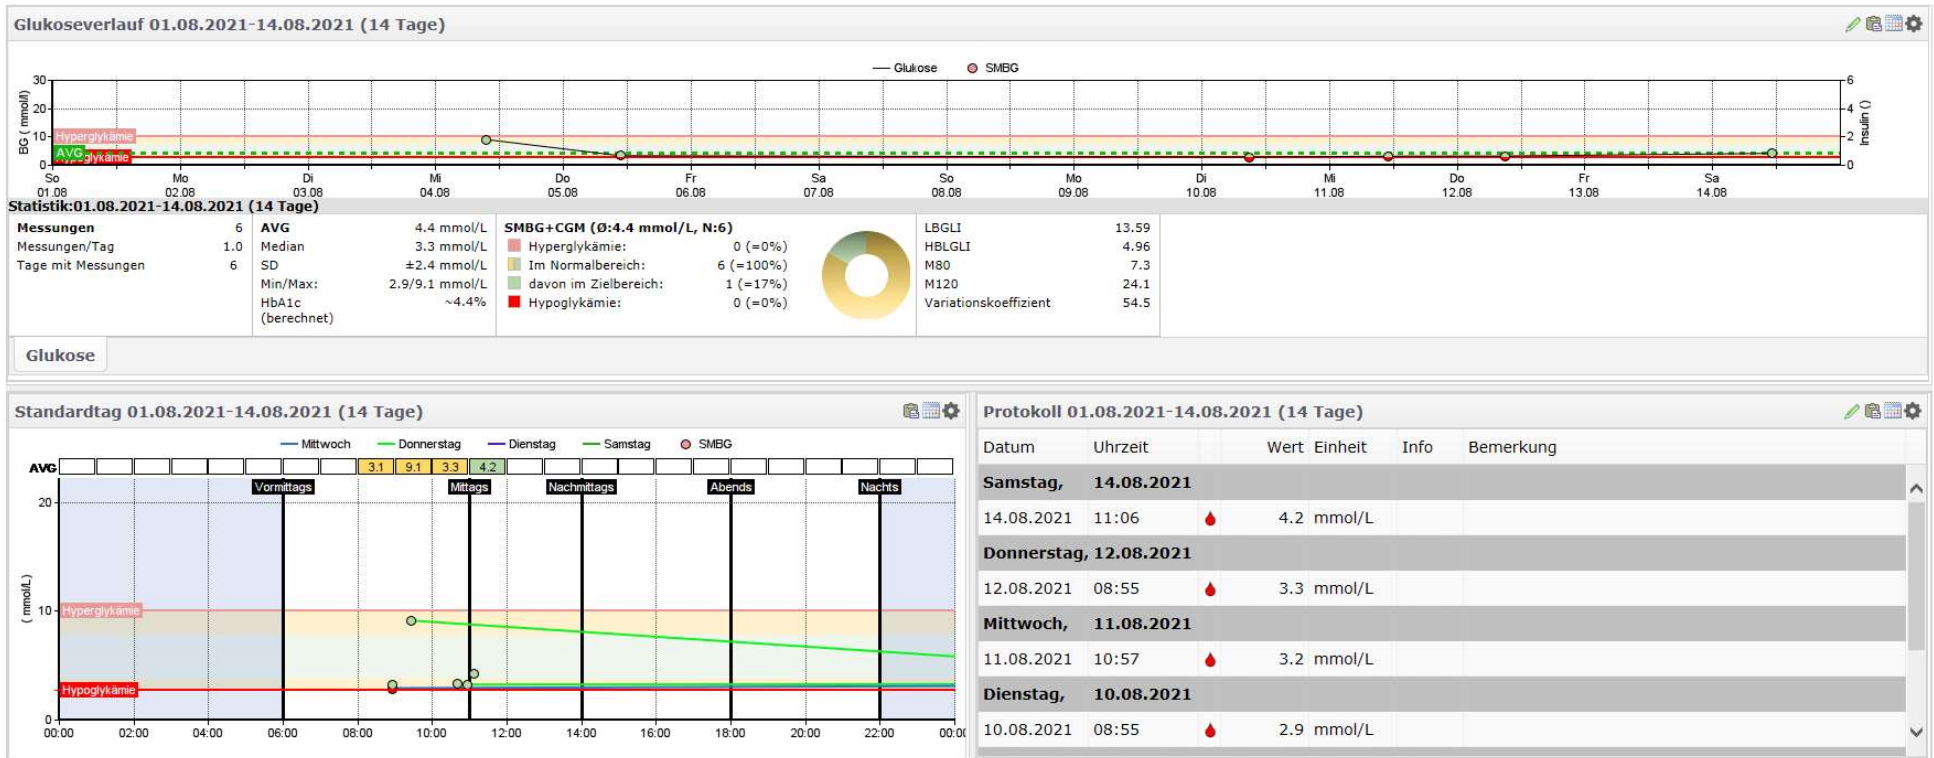 Glukoseverlauf 01.08.2021-14.08.2021 (14 Tage)
Glukose SMBG
30 6
20 4
10 2
0 0
BG ( mmol/l)
Insulin ()
Hyperglykämie
AVG
Hypoglykämie
So Mo Di Mi Do Fr Sa So Mo Di Mi Do Fr Sa
01.08 02.08 03.08 04.08 05.08 06.08 07.08 08.08 09.08 10.08 11.08 12.08 13.08 14.08
Statistik:01.08.2021-14.08.2021 (14 Tage)
Messungen 6
Messungen/Tag 1.0
Tage mit Messungen 6
AVG 4.4 mmol/L
Median 3.3 mmol/L
SD ±2.4 mmol/L
Min/Max: 2.9/9.1 mmol/L
HbA1c ~4.4%
(berechnet)
SMBG+CGM (Ø:4.4 mmol/L, N:6)
Hyperglykämie: 0 (=0%)
Im Normalbereich: 6 (=100%)
davon im Zielbereich: 1 (=17%)
Hypoglykämie: 0 (=0%)
LBGLI 13.59
HBLGLI 4.96
M80 7.3
M120 24.1
Variationskoeffizient 54.5
Glukose
Standardtag 01.08.2021-14.08.2021 (14 Tage)
Mittwoch Donnerstag Dienstag Samstag SMBG
AVG 3.1 9.1 3.3 4.2
Vormittags Mittags Nachmittags Abends Nachts
20
10
0
( mmol/L)
Hyperglykämie
Hypoglykämie
00:00 02:00 04:00 06:00 08:00 10:00 12:00 14:00 16:00 18:00 20:00 22:00 00:00
Protokoll 01.08.2021-14.08.2021 (14 Tage)
Datum Uhrzeit Wert Einheit Info Bemerkung
Samstag, 14.08.2021
14.08.2021 11:06 4.2 mmol/L
Donnerstag, 12.08.2021
12.08.2021 08:55 3.3 mmol/L
Mittwoch, 11.08.2021
11.08.2021 10:57 3.2 mmol/L
Dienstag, 10.08.2021
10.08.2021 08:55 2.9 mmol/L